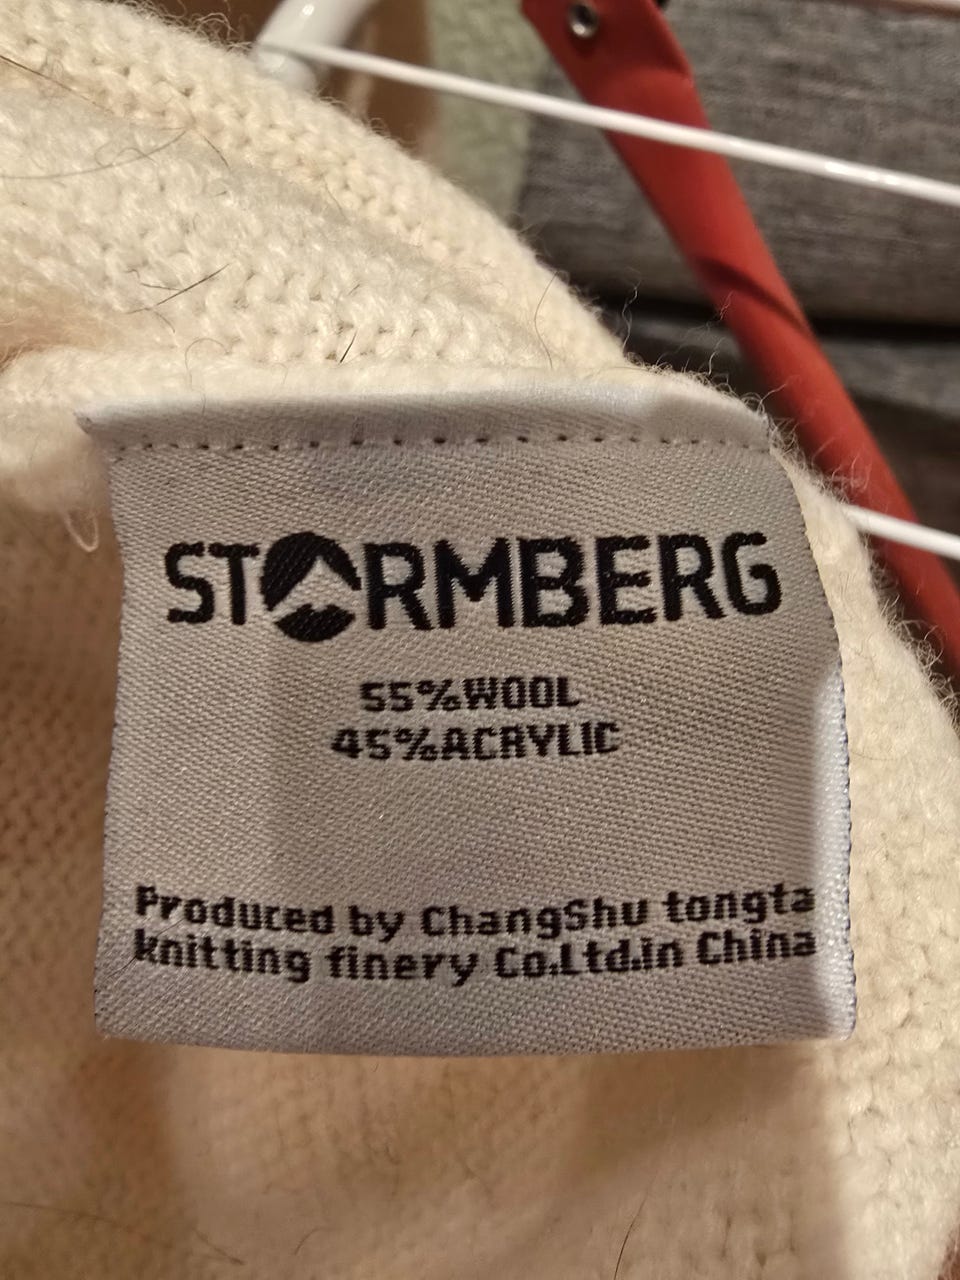 STORMBERG
55%WOOL
45%ACRYLIC
Produced by ChangShu tongta
knitting finery Co.Ltd.in China